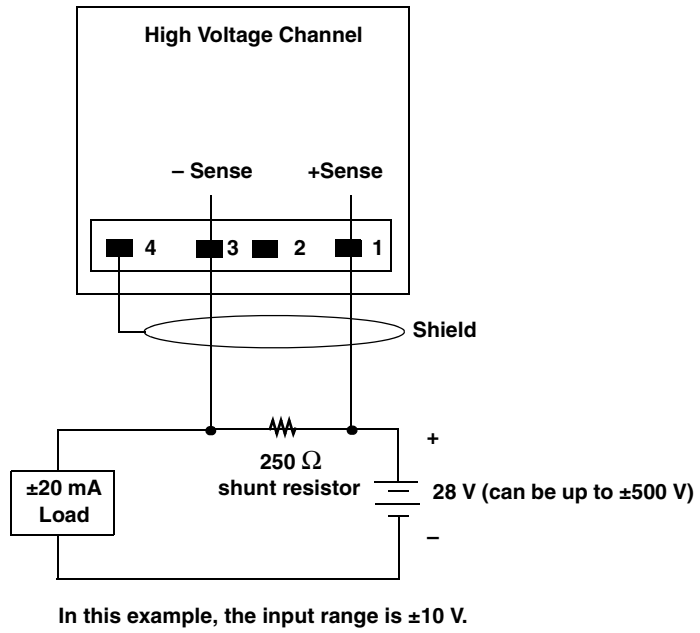 High Voltage Channel
– Sense +Sense
4 3 2 1
Shield
+
250 Ω
shunt resistor
±20 mA
Load
28 V (can be up to ±500 V)
–
In this example, the input range is ±10 V.